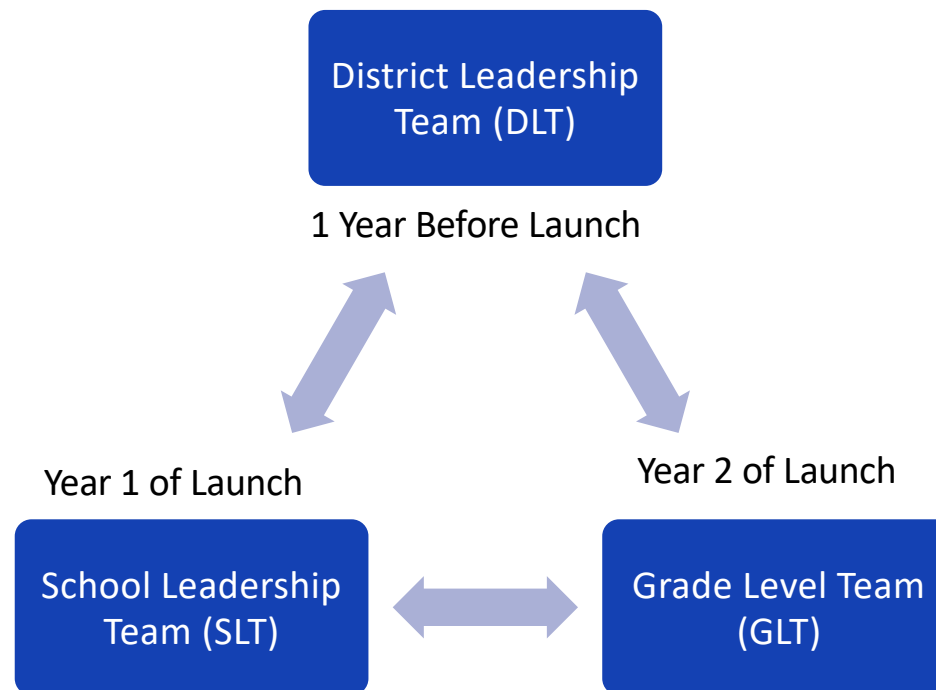 District Leadership
Team (DLT)
1 Year Before Launch
Year 1 of Launch
Year 2 of Launch
School Leadership
Team (SLT)
Grade Level Team
(GLT)